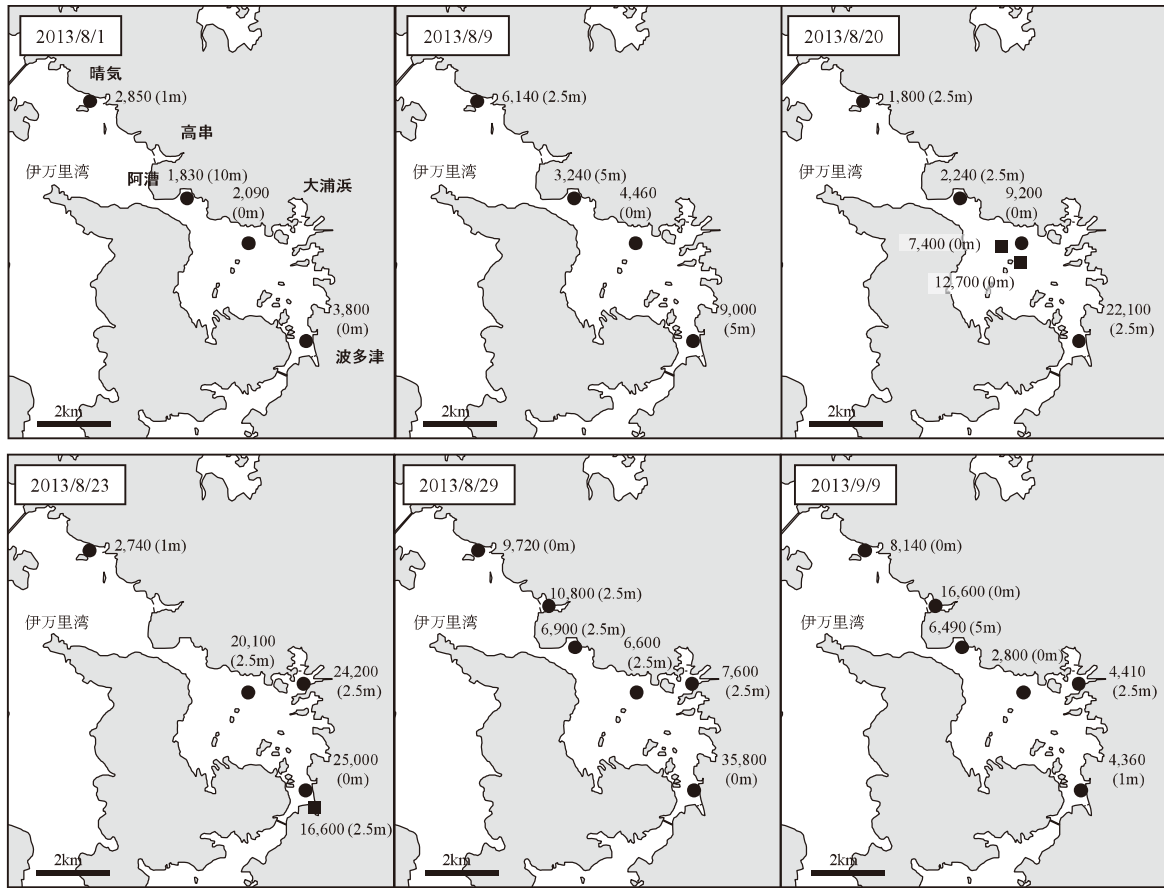 2013/8/1
晴気
2,850 (1m)
高串
伊万里湾
阿漕
1,830 (10m)
大浦浜
2,090
(0m)
3,800
(0m)
波多津
2km
2013/8/9
6,140 (2.5m)
伊万里湾
3,240 (5m)
4,460
(0m)
9,000
(5m)
2km
2013/8/20
1,800 (2.5m)
伊万里湾
2,240 (2.5m)
9,200
(0m)
7,400 (0m)
12,700 (0m)
22,100
(2.5m)
2km
2013/8/23
2,740 (1m)
伊万里湾
20,100
(2.5m)
24,200
(2.5m)
25,000
(0m)
16,600 (2.5m)
2km
2013/8/29
9,720 (0m)
10,800 (2.5m)
伊万里湾
6,900 (2.5m)
6,600
(2.5m)
7,600
(2.5m)
35,800
(0m)
2km
2013/9/9
8,140 (0m)
16,600 (0m)
伊万里湾
6,490 (5m)
2,800 (0m)
4,410
(2.5m)
4,360
(1m)
2km